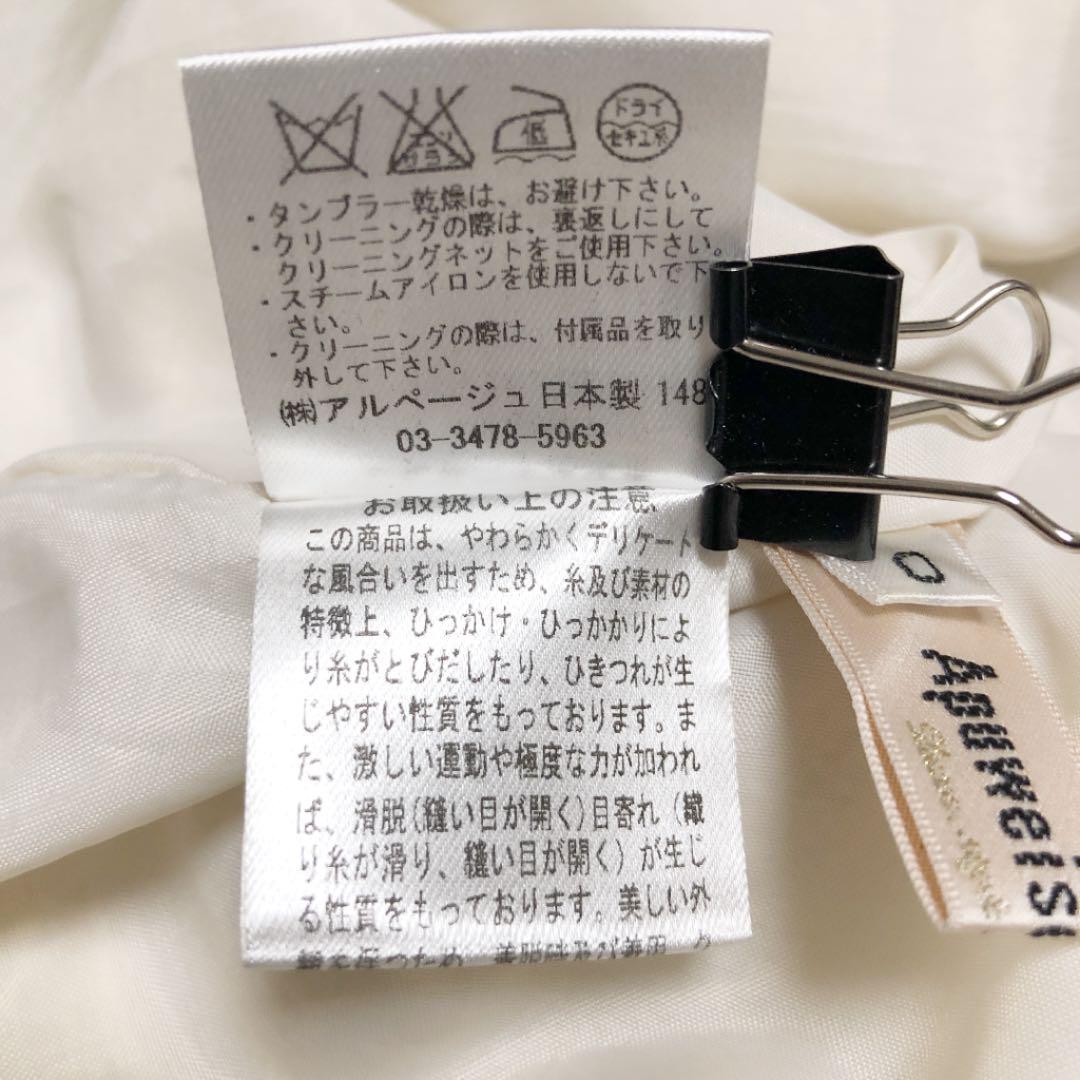 エンソ
サラシ
低
ドライ
セキユ系
・タンブラー乾燥は、お避け下さい。
・クリーニングの際は、裏返しにして
クリーニングネットをご使用下さい。
・スチームアイロンを使用しないで下
さい。
・クリーニングの際は、付属品を取り
外して下さい。
(株)アルページュ日本製 148
03-3478-5963
お取扱い上の注意
この商品は、やわらかくデリケート
な風合いを出すため、糸及び素材の
特徴上、ひっかけ・ひっかかりによ
り糸がとびだしたり、ひきつれが生
じやすい性質をもっております。ま
た、激しい運動や極度な力が加われ
ば、滑脱(縫い目が開く)目寄れ(織
り糸が滑り、縫い目が開く)が生じ
る性質をもっております。美しい外
0
Apuweis